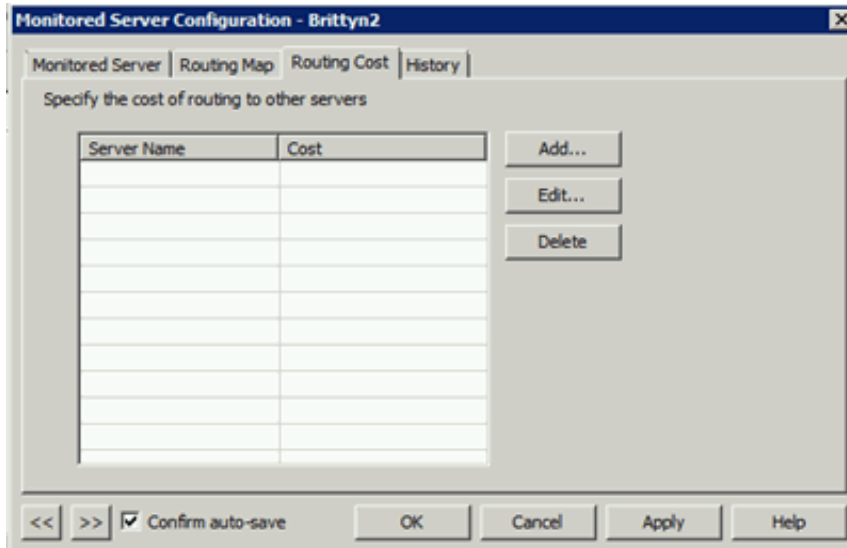 Monitored Server Configuration - Brittyn2
Monitored Server Routing Map Routing Cost History
Specify the cost of routing to other servers
Server Name Cost
Add...
Edit...
Delete
<< >> Confirm auto-save OK Cancel Apply Help